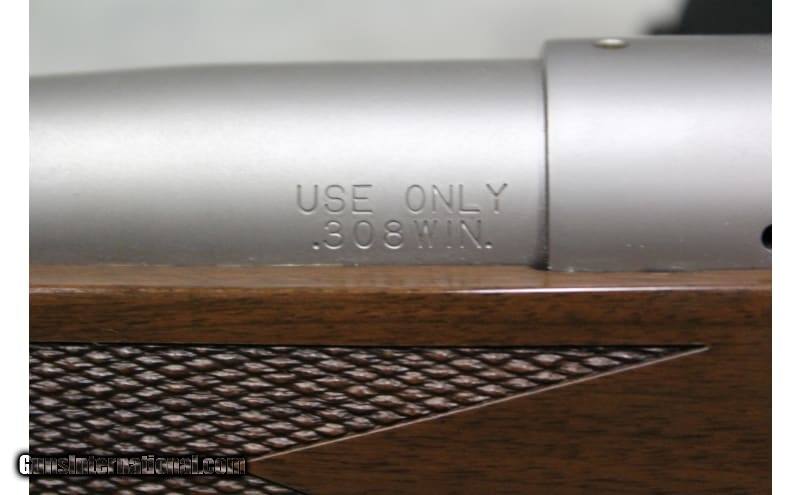 USE ONLY
.308 WIN.
GunsInternational.com